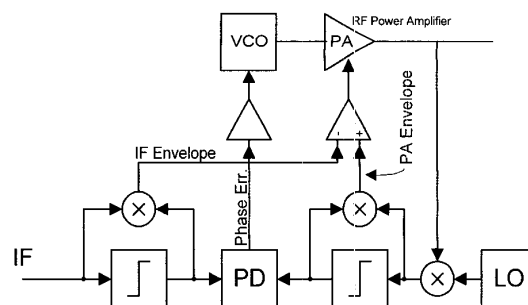 RF Power Amplifier
VCO
PA
- +
IF Envelope
PA Envelope
Phase Err.
IF
PD
LO